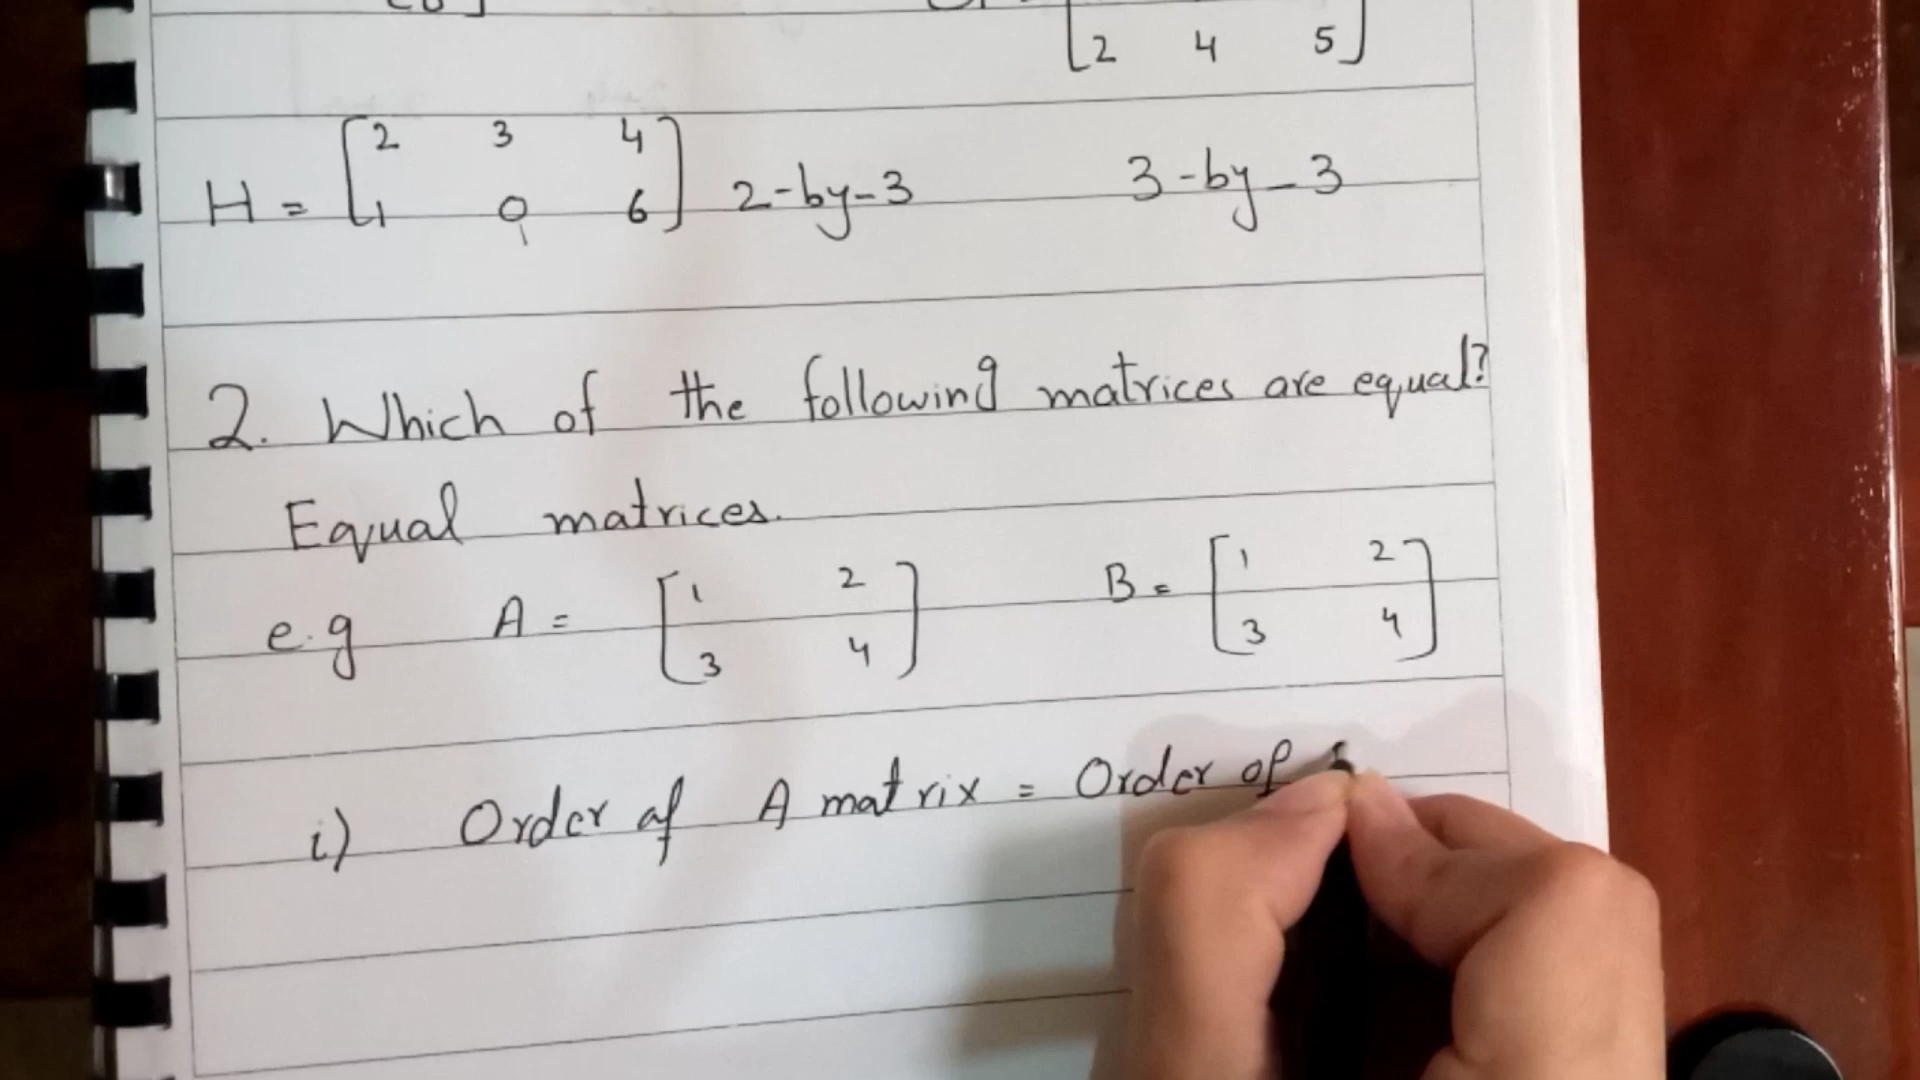 2 4 5
H = [2 3 4
1 0 6] 2-by-3 3-by-3
2. Which of the following matrices are equal?
Equal matrices.
e.g A = [1 2
3 4] B = [1 2
3 4]
i) Order of A matrix = Order of